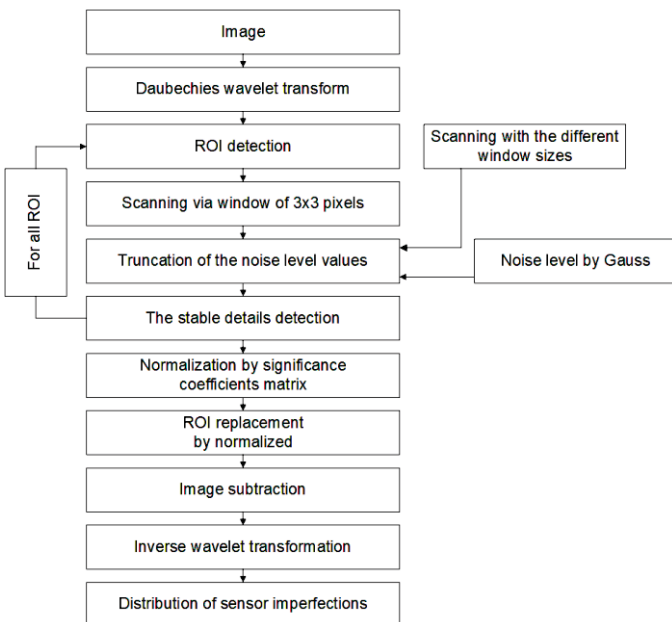 Image
Daubechies wavelet transform
ROI detection
Scanning with the different
window sizes
For all ROI
Scanning via window of 3x3 pixels
Truncation of the noise level values
Noise level by Gauss
The stable details detection
Normalization by significance
coefficients matrix
ROI replacement
by normalized
Image subtraction
Inverse wavelet transformation
Distribution of sensor imperfections